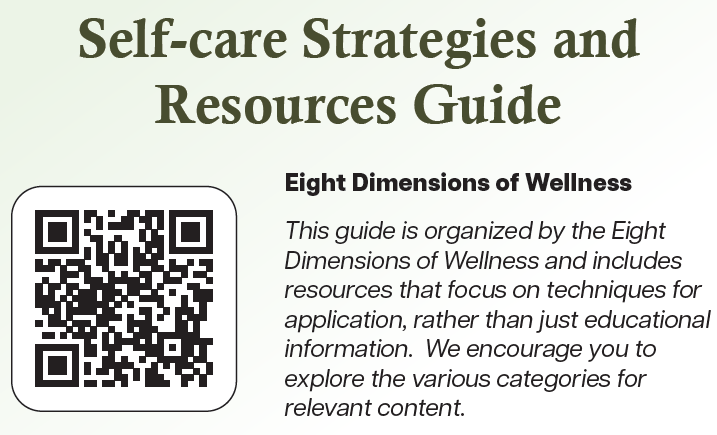 Self-care Strategies and
Resources Guide
Eight Dimensions of Wellness
This guide is organized by the Eight
Dimensions of Wellness and includes
resources that focus on techniques for
application, rather than just educational
information.  We encourage you to
explore the various categories for
relevant content.